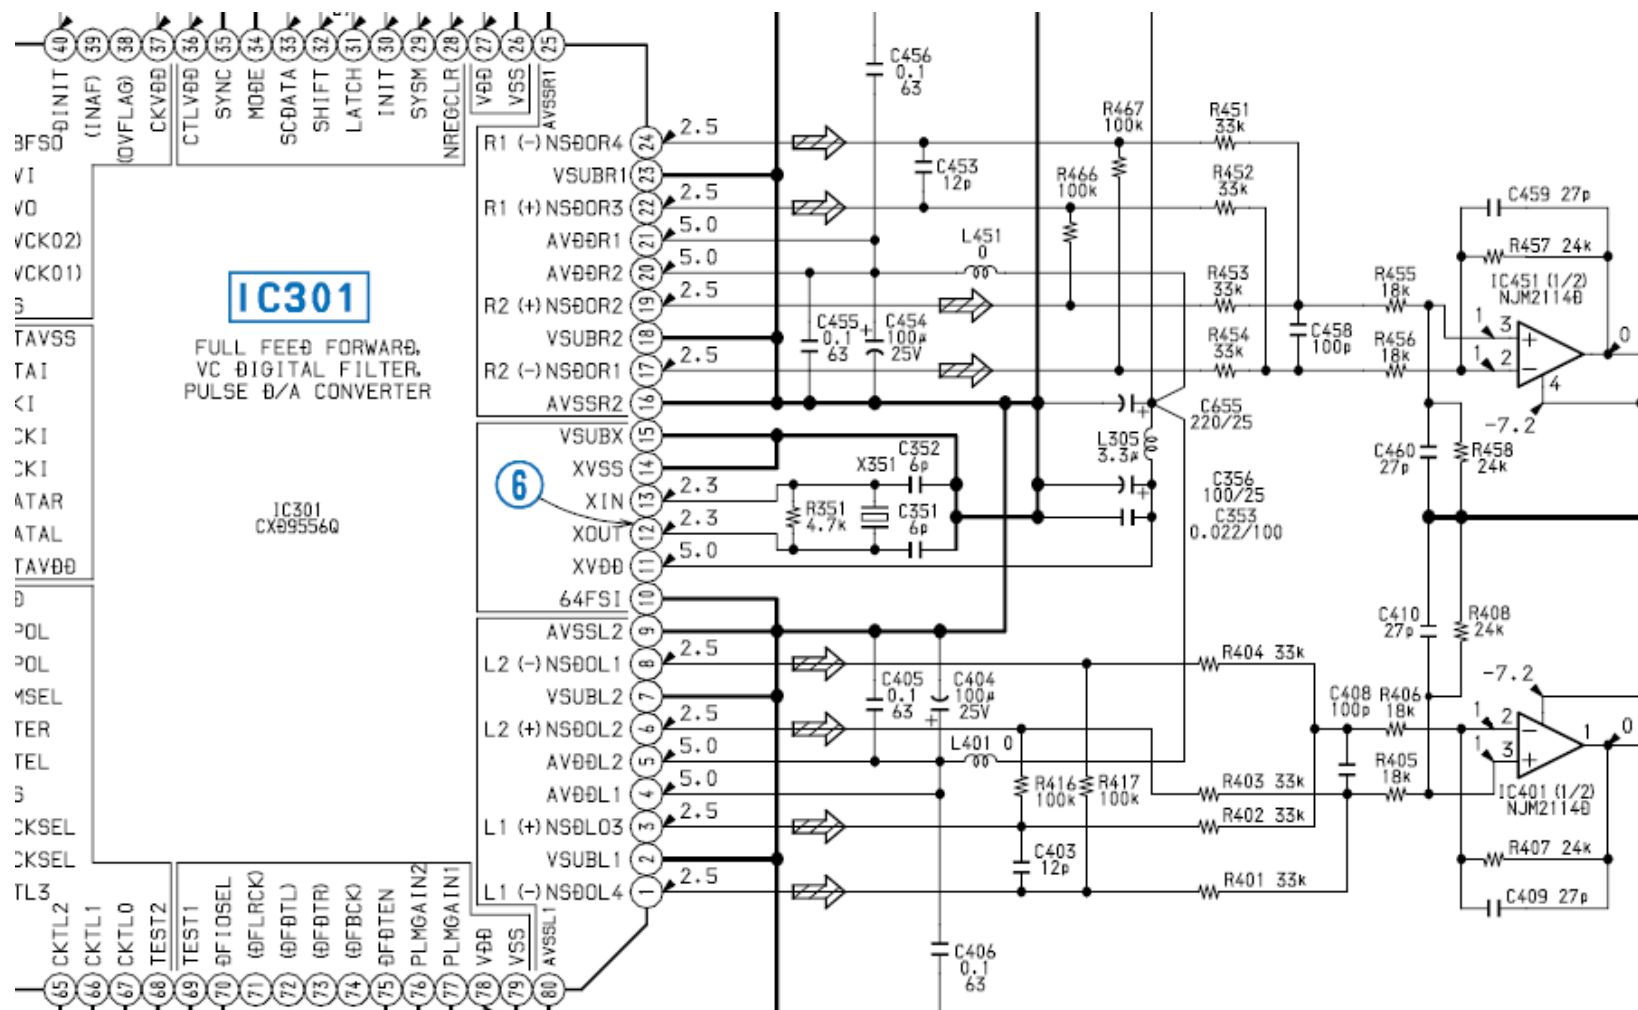 40 39 38 37 36 35 34 33 32 31 30 29 28 27 26 25
DINIT
(INAF)
(OVFLAG)
CKVDD
CTLVDD
SYNC
MODE
SCDATA
SHIFT
LATCH
INIT
SYSM
NREGCLR
VDD
VSS
AVSSR1
BFSO
VI
VO
VCK02)
VCK01)
S
TAVSS
TAI
KI
CKI
CKI
ATAR
ATAL
TAVDD
D
POL
POL
MSEL
TER
TEL
S
CKSEL
CKSEL
TL3
IC301
FULL FEED FORWARD,
VC DIGITAL FILTER,
PULSE D/A CONVERTER
IC301
CXD9556Q
6
R1 (-) NSDOR4 24 2.5
VSUBR1 23
R1 (+) NSDOR3 22 2.5
AVDDR1 21 5.0
AVDDR2 20 5.0
R2 (+) NSDOR2 19 2.5
VSUBR2 18
R2 (-) NSDOR1 17 2.5
AVSSR2 16
VSUBX 15
XVSS 14
XIN 13 2.3
XOUT 12 2.3
XVDD 11 5.0
64FSI 10
AVSSL2 9
L2 (-) NSDOL1 8 2.5
VSUBL2 7
L2 (+) NSDOL2 6 2.5
AVDDL2 5 5.0
AVDDL1 4 5.0
L1 (+) NSDLO3 3 2.5
VSUBL1 2
L1 (-) NSDOL4 1 2.5
CKTL2
CKTL1
CKTL0
TEST2
TEST1
DFIOSEL
(DFLRCK)
(DFDTL)
(DFDTR)
(DFBCK)
DFDTEN
PLMGAIN2
PLMGAIN1
VDD
VSS
AVSSL1
65 66 67 68 69 70 71 72 73 74 75 76 77 78 79 80
C456
0.1
63
C453
12p
R467
100k
R466
100k
R451
33k
R452
33k
L451
0
R453
33k
R454
33k
C455
0.1
63
C454
100μ
25V
+
C458
100p
R455
18k
R456
18k
C459 27p
R457 24k
IC451 (1/2)
NJM2114D
1 3 +
1 2 −
4
0
-7.2
C655
220/25
+
L305
3.3μ
C356
100/25
+
C353
0.022/100
X351
C352
6p
R351
4.7k
C351
6p
C460
27p
R458
24k
C410
27p
R408
24k
-7.2
C405
0.1
63
C404
100μ
25V
+
L401 0
R416
100k
R417
100k
C403
12p
R404 33k
R403 33k
R402 33k
R401 33k
C408
100p
R406
18k
R405
18k
1 2 −
1 3 +
1
0
IC401 (1/2)
NJM2114D
R407 24k
C409 27p
C406
0.1
63